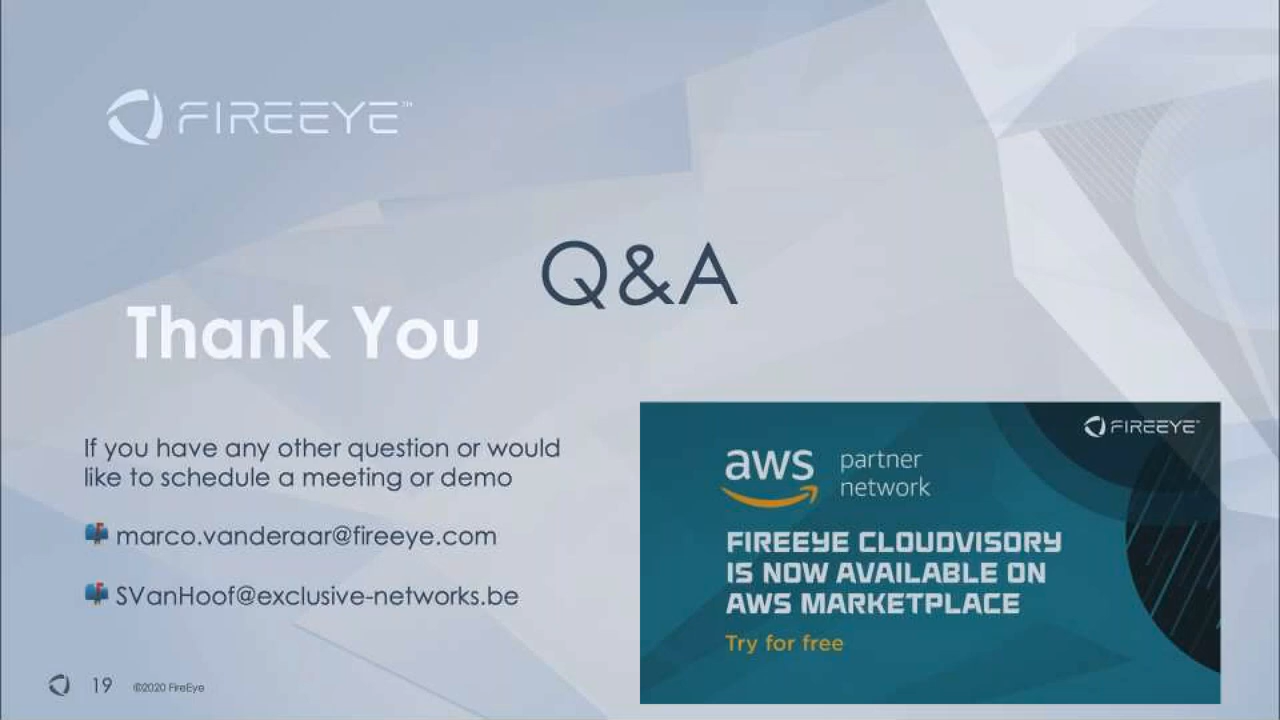 FIREEYE™
Q&A
Thank You
If you have any other question or would
like to schedule a meeting or demo
marco.vanderaar@fireeye.com
SVanHoof@exclusive-networks.be
FIREEYE™
aws partner
network
FIREEYE CLOUDVISORY
IS NOW AVAILABLE ON
AWS MARKETPLACE
Try for free
19 ©2020 FireEye